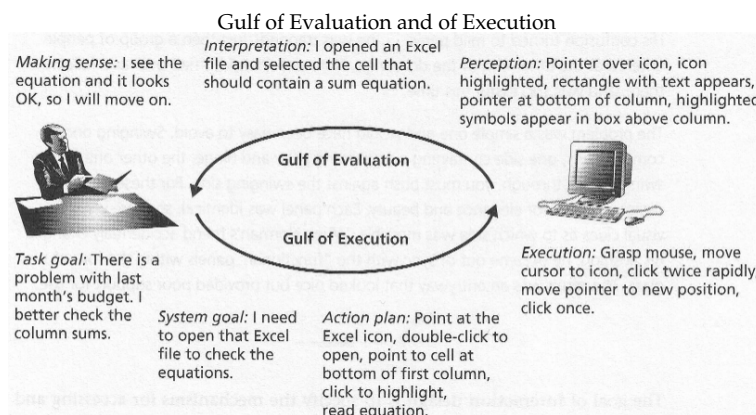 Gulf of Evaluation and of Execution
Interpretation: I opened an Excel
file and selected the cell that
should contain a sum equation.
Making sense: I see the
equation and it looks
OK, so I will move on.
Perception: Pointer over icon, icon
highlighted, rectangle with text appears,
pointer at bottom of column, highlighted
symbols appear in box above column.
Gulf of Evaluation
Gulf of Execution
Task goal: There is a
problem with last
month's budget. I
better check the
column sums.
System goal: I need
to open that Excel
file to check the
equations.
Action plan: Point at the
Excel icon, double-click to
open, point to cell at
bottom of first column,
click to highlight,
read equation.
Execution: Grasp mouse, move
cursor to icon, click twice rapidly,
move pointer to new position,
click once.